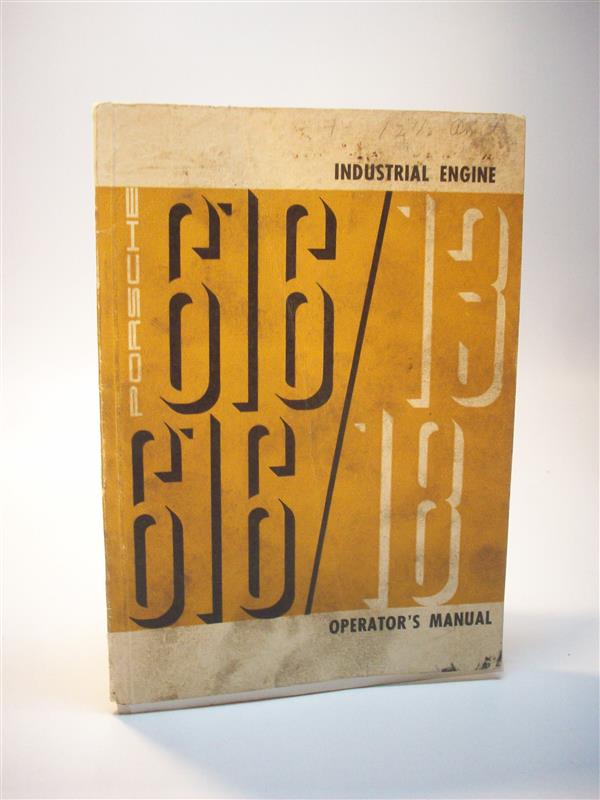 INDUSTRIAL ENGINE
PORSCHE
616/13
616/18
OPERATOR'S MANUAL